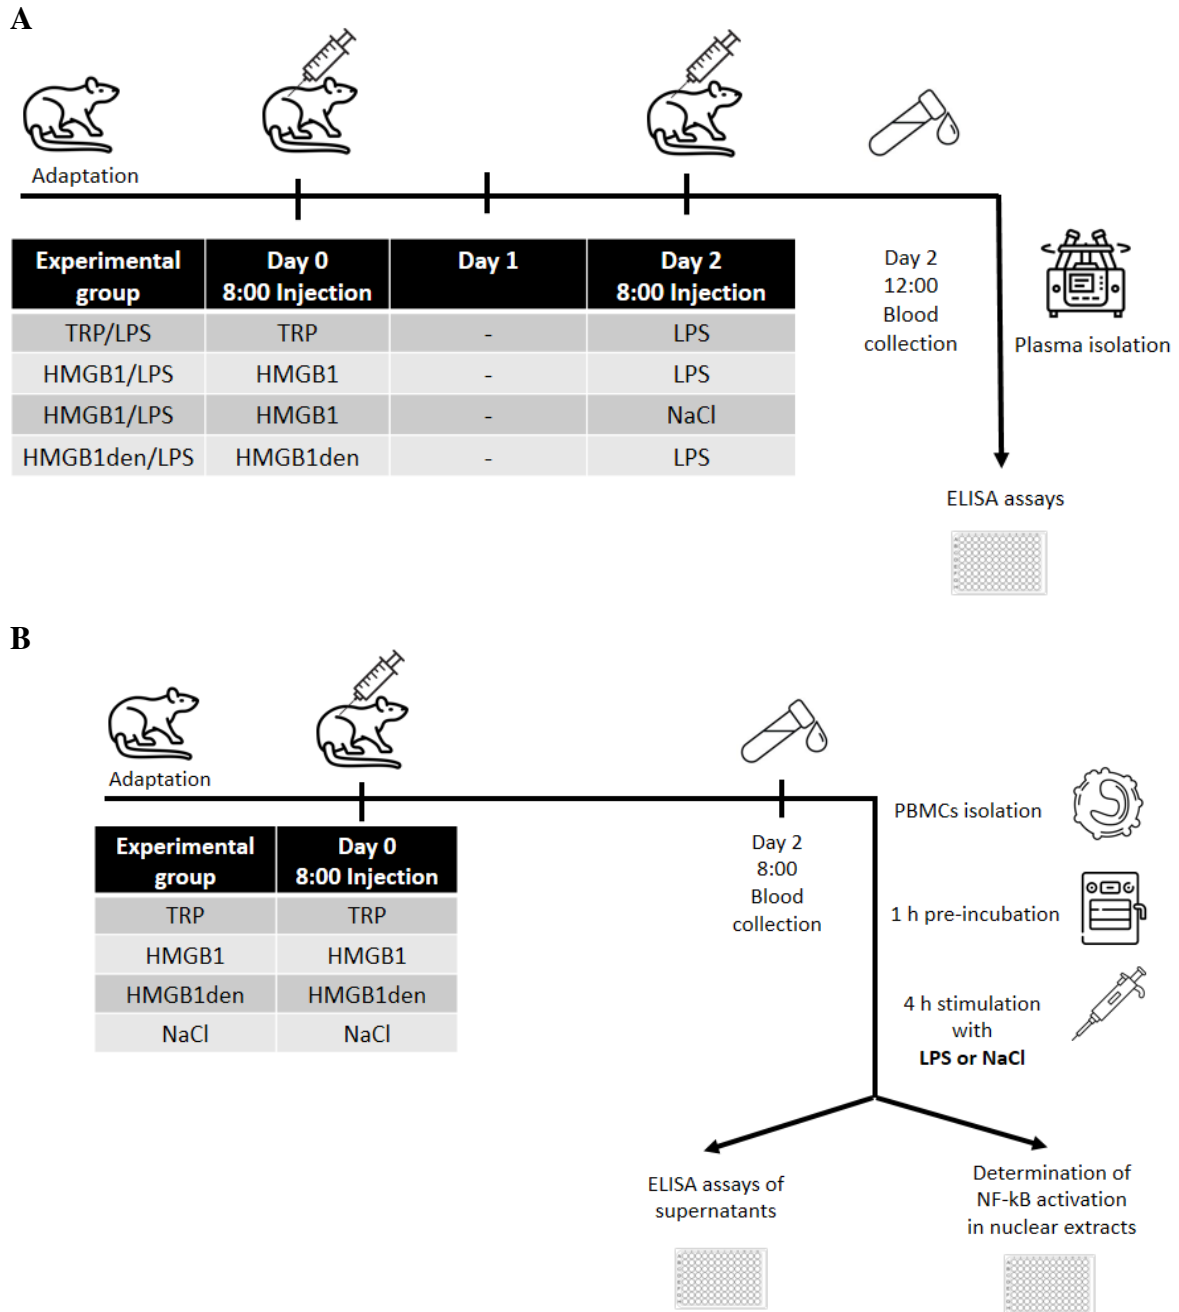 A
Adaptation
Experimental group
Day 0
8:00 Injection
Day 1
Day 2
8:00 Injection
TRP/LPS TRP - LPS
HMGB1/LPS HMGB1 - LPS
HMGB1/LPS HMGB1 - NaCl
HMGB1den/LPS HMGB1den - LPS
Day 2
12:00
Blood
collection
Plasma isolation
ELISA assays
B
Adaptation
Experimental group
Day 0
8:00 Injection
TRP TRP
HMGB1 HMGB1
HMGB1den HMGB1den
NaCl NaCl
Day 2
8:00
Blood
collection
PBMCs isolation
1 h pre-incubation
4 h stimulation
with
LPS or NaCl
ELISA assays of
supernatants
Determination of
NF-kB activation
in nuclear extracts